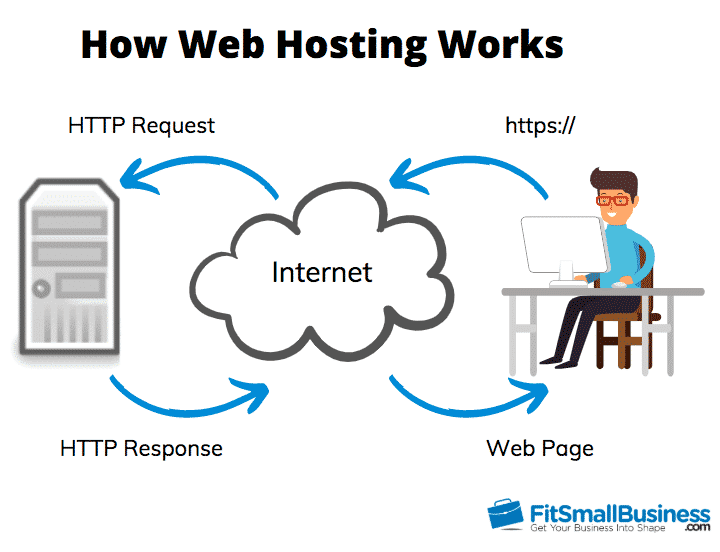 How Web Hosting Works
HTTP Request
https://
Internet
HTTP Response
Web Page
FitSmallBusiness
.com
Get Your Business Into Shape